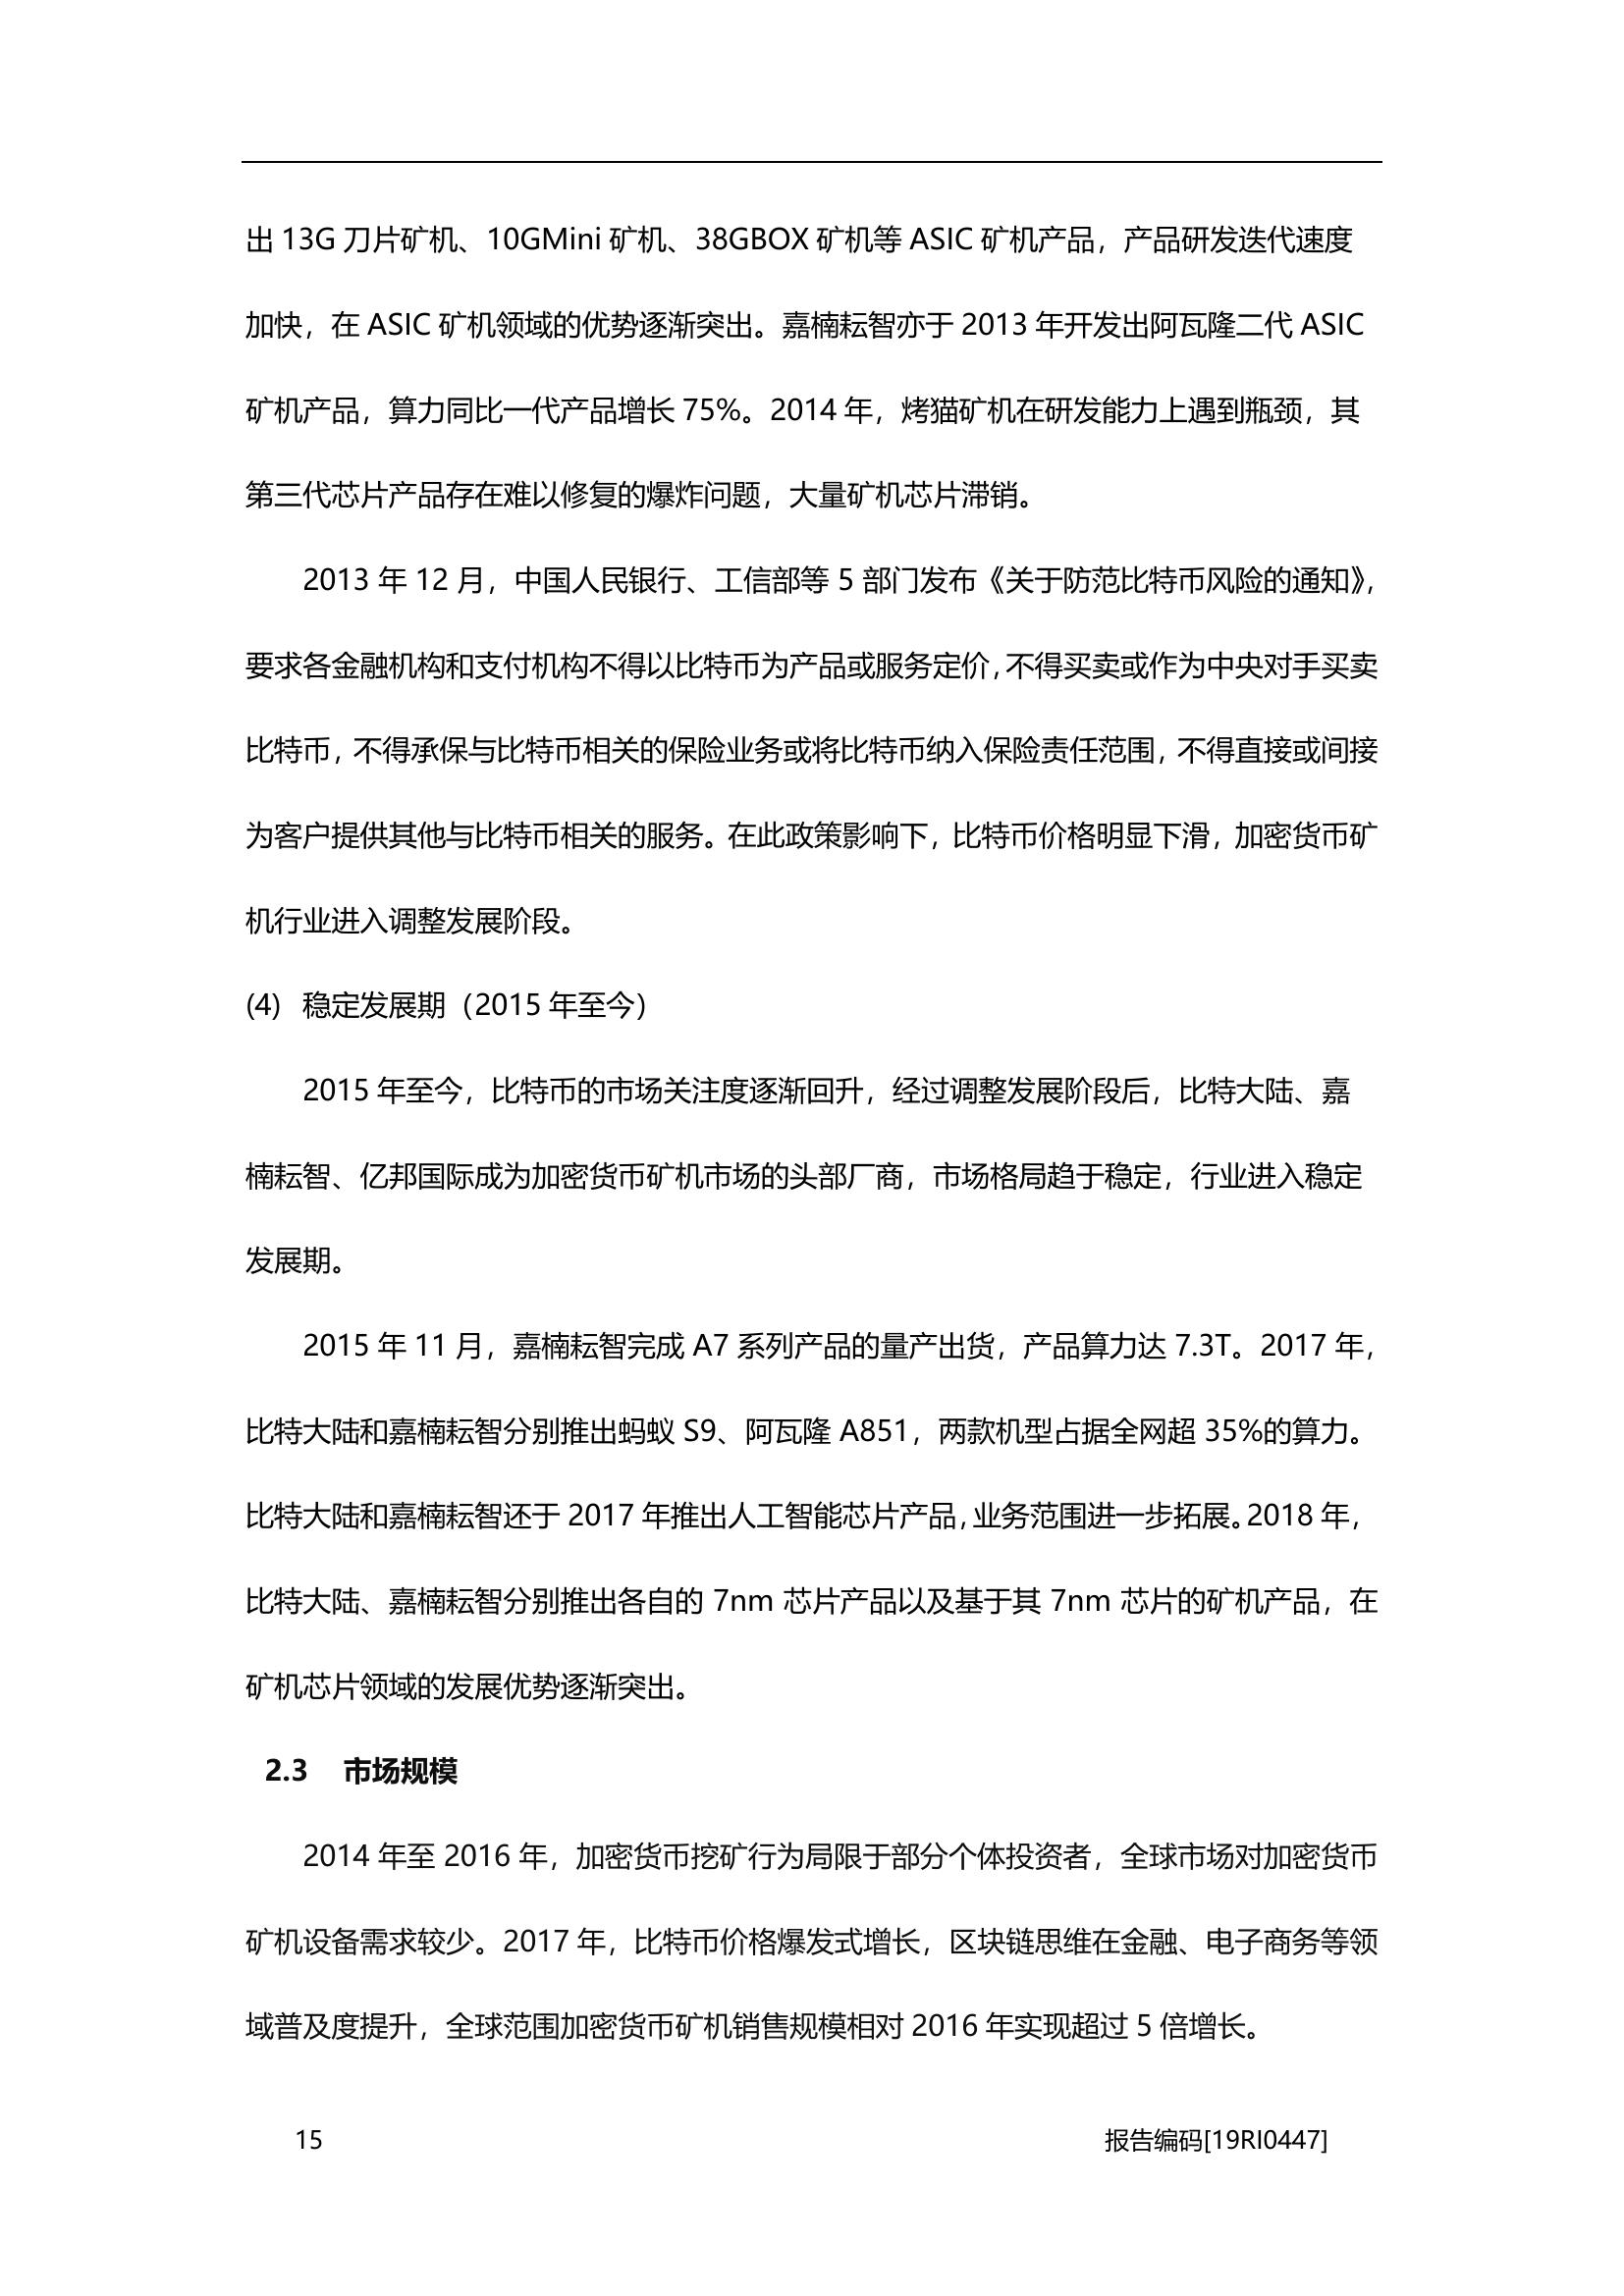 出 13G 刀片矿机、10GMini 矿机、38GBOX 矿机等 ASIC 矿机产品，产品研发迭代速度
加快，在 ASIC 矿机领域的优势逐渐突出。嘉楠耘智亦于 2013 年开发出阿瓦隆二代 ASIC
矿机产品，算力同比一代产品增长 75%。2014 年，烤猫矿机在研发能力上遇到瓶颈，其
第三代芯片产品存在难以修复的爆炸问题，大量矿机芯片滞销。
2013 年 12 月，中国人民银行、工信部等 5 部门发布《关于防范比特币风险的通知》，
要求各金融机构和支付机构不得以比特币为产品或服务定价，不得买卖或作为中央对手买卖
比特币，不得承保与比特币相关的保险业务或将比特币纳入保险责任范围，不得直接或间接
为客户提供其他与比特币相关的服务。在此政策影响下，比特币价格明显下滑，加密货币矿
机行业进入调整发展阶段。
(4) 稳定发展期（2015 年至今）
2015 年至今，比特币的市场关注度逐渐回升，经过调整发展阶段后，比特大陆、嘉
楠耘智、亿邦国际成为加密货币矿机市场的头部厂商，市场格局趋于稳定，行业进入稳定
发展期。
2015 年 11 月，嘉楠耘智完成 A7 系列产品的量产出货，产品算力达 7.3T。2017 年，
比特大陆和嘉楠耘智分别推出蚂蚁 S9、阿瓦隆 A851，两款机型占据全网超 35%的算力。
比特大陆和嘉楠耘智还于 2017 年推出人工智能芯片产品，业务范围进一步拓展。2018 年，
比特大陆、嘉楠耘智分别推出各自的 7nm 芯片产品以及基于其 7nm 芯片的矿机产品，在
矿机芯片领域的发展优势逐渐突出。
2.3 市场规模
2014 年至 2016 年，加密货币挖矿行为局限于部分个体投资者，全球市场对加密货币
矿机设备需求较少。2017 年，比特币价格爆发式增长，区块链思维在金融、电子商务等领
域普及度提升，全球范围加密货币矿机销售规模相对 2016 年实现超过 5 倍增长。
15 报告编码[19RI0447]